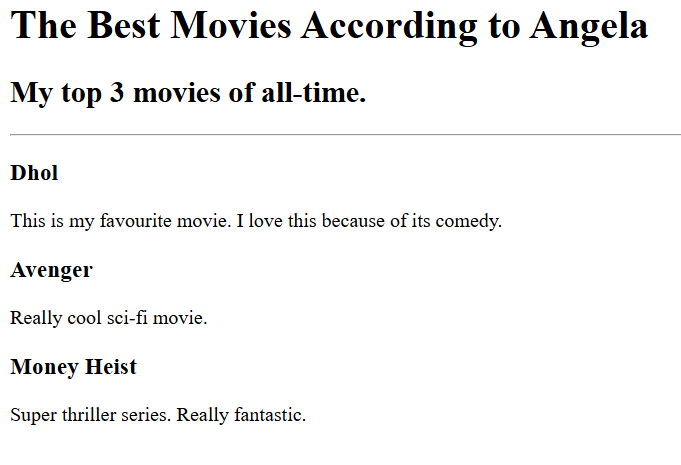 The Best Movies According to Angela
My top 3 movies of all-time.
Dhol
This is my favourite movie. I love this because of its comedy.
Avenger
Really cool sci-fi movie.
Money Heist
Super thriller series. Really fantastic.